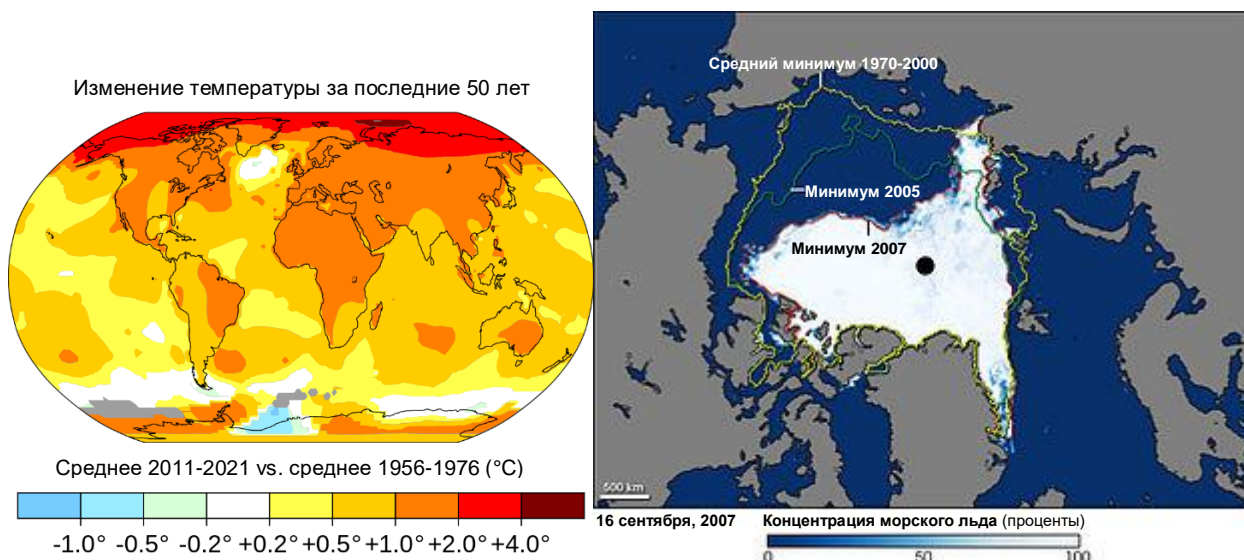 Изменение температуры за последние 50 лет
Среднее 2011-2021 vs. среднее 1956-1976 (°C)
-1.0° -0.5° -0.2° +0.2° +0.5° +1.0° +2.0° +4.0°
Средний минимум 1970-2000
Минимум 2005
Минимум 2007
500 km
16 сентября, 2007 Концентрация морского льда (проценты)
0 50 100